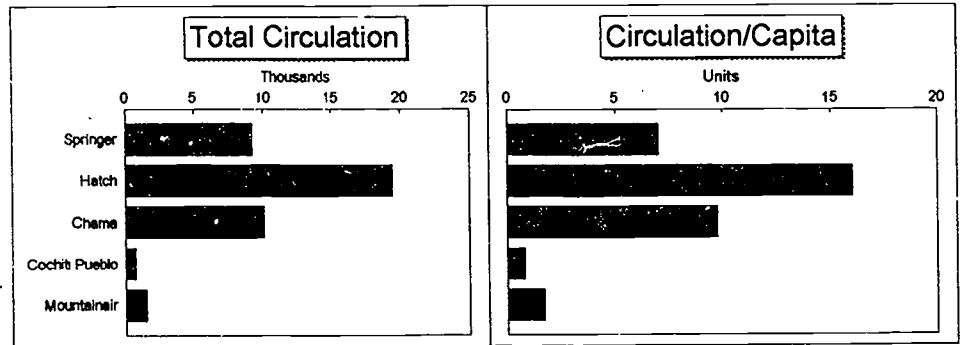 Total Circulation
Thousands
0 5 10 15 20 25
Springer
Hatch
Chama
Cochiti Pueblo
Mountainair
Circulation/Capita
Units
0 5 10 15 20